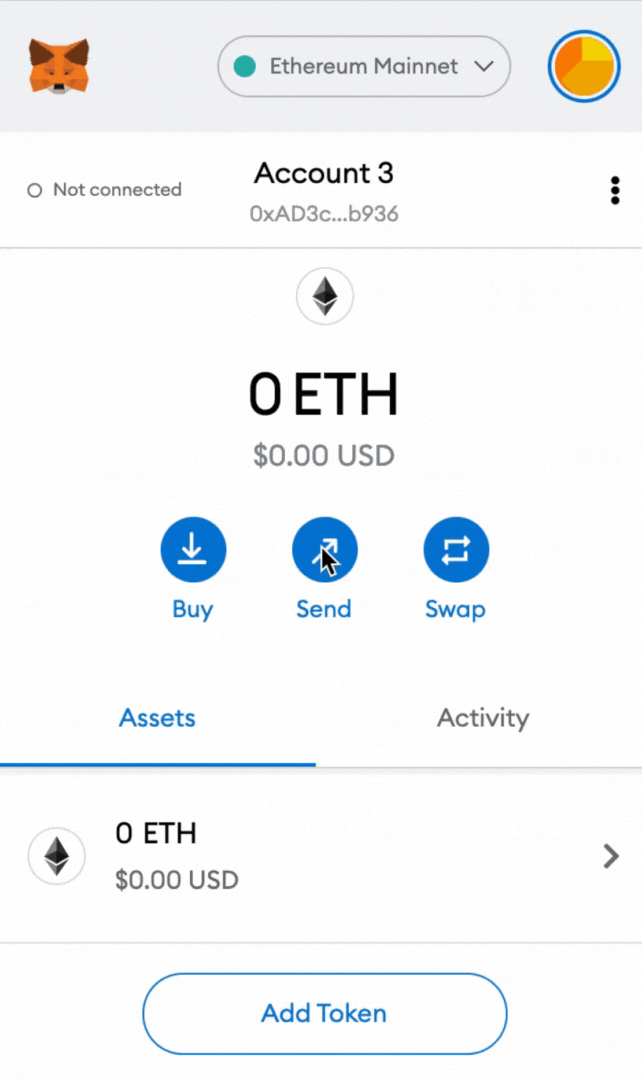 Ethereum Mainnet
Not connected
Account 3
0xAD3c...b936
0 ETH
$0.00 USD
Buy
Send
Swap
Assets
Activity
0 ETH
$0.00 USD
Add Token